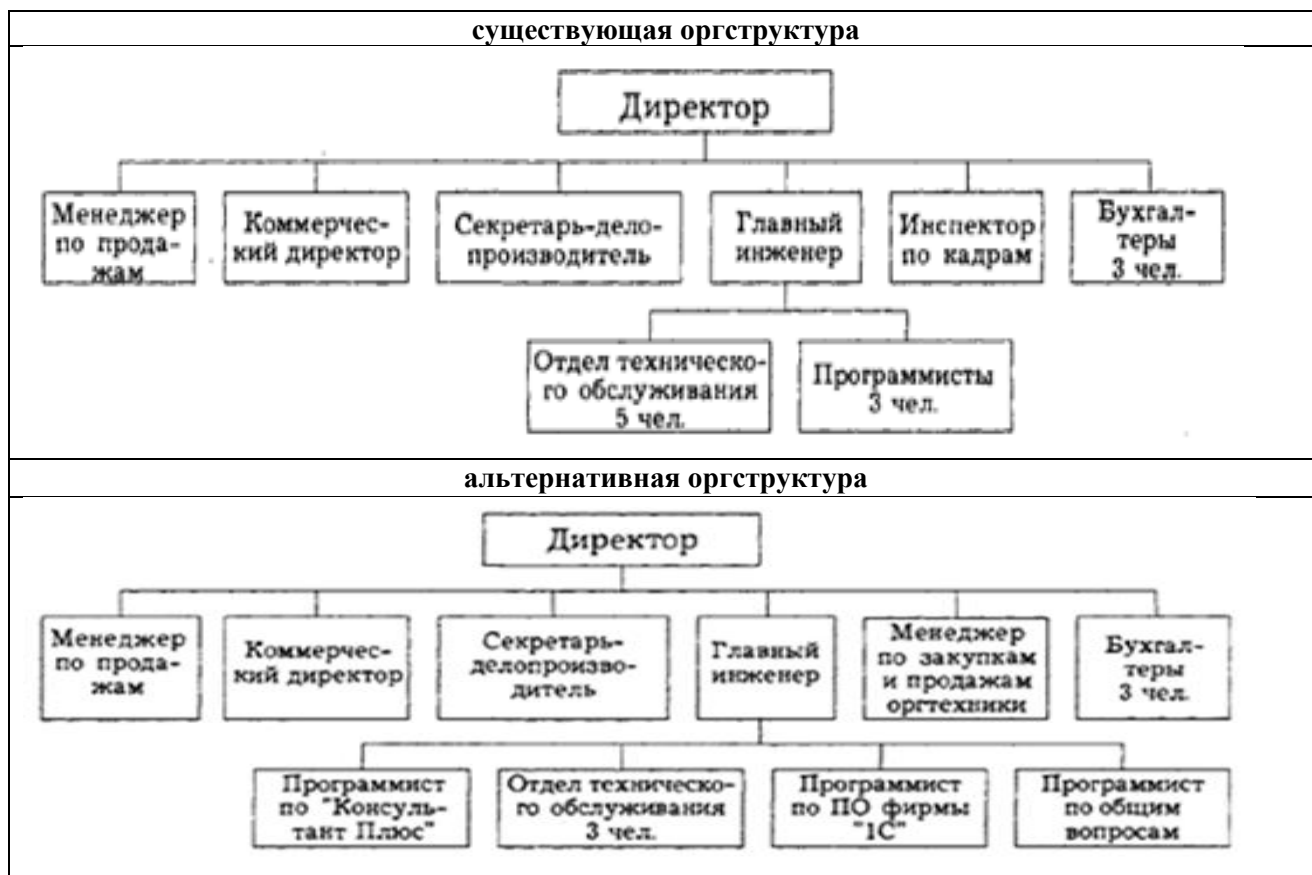 существующая оргструктура
Директор
Менеджер
по прода-
жам
Коммерчес-
кий директор
Секретарь-дело-
производитель
Главный
инженер
Инспектор
по кадрам
Бухгал-
теры
3 чел.
Отдел техническо-
го обслуживания
5 чел.
Программисты
3 чел.
альтернативная оргструктура
Директор
Менеджер
по прода-
жам
Коммерчес-
кий директор
Секретарь-
делопроизво-
дитель
Главный
инженер
Менеджер
по закупкам
и продажам
оргтехники
Бухгал-
теры
3 чел.
Программист
по "Консуль-
тант Плюс"
Отдел техническо-
го обслуживания
3 чел.
Программист
по ПО фирмы
"1С"
Программист
по общим
вопросам